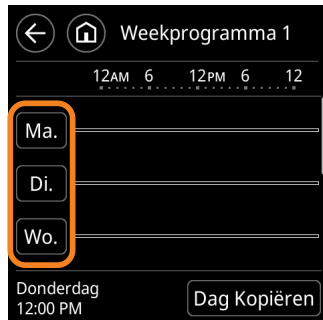 Weekprogramma 1
12AM 6 12PM 6 12
Ma.
Di.
Wo.
Donderdag
12:00 PM
Dag Kopiëren